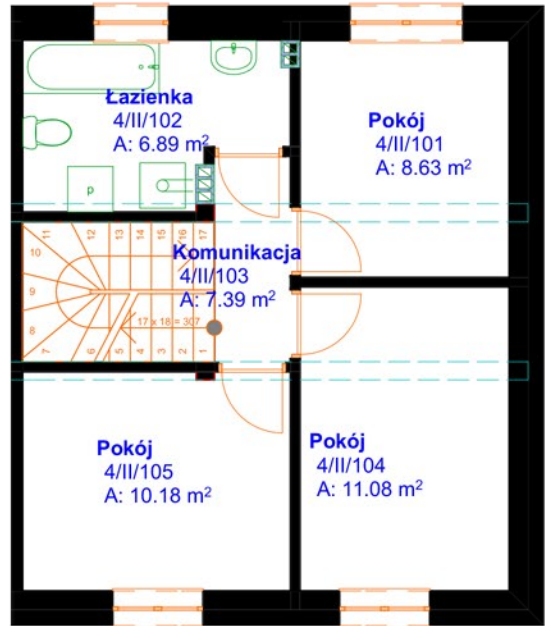 Łazienka
4/II/102
A: 6.89 m²
Pokój
4/II/101
A: 8.63 m²
p
Komunikacja
4/II/103
A: 7.39 m²
11
12
13
14
15
16
17
10
9
8
7
6
5
4
3
2
1
17 x 18 = 307
Pokój
4/II/105
A: 10.18 m²
Pokój
4/II/104
A: 11.08 m²